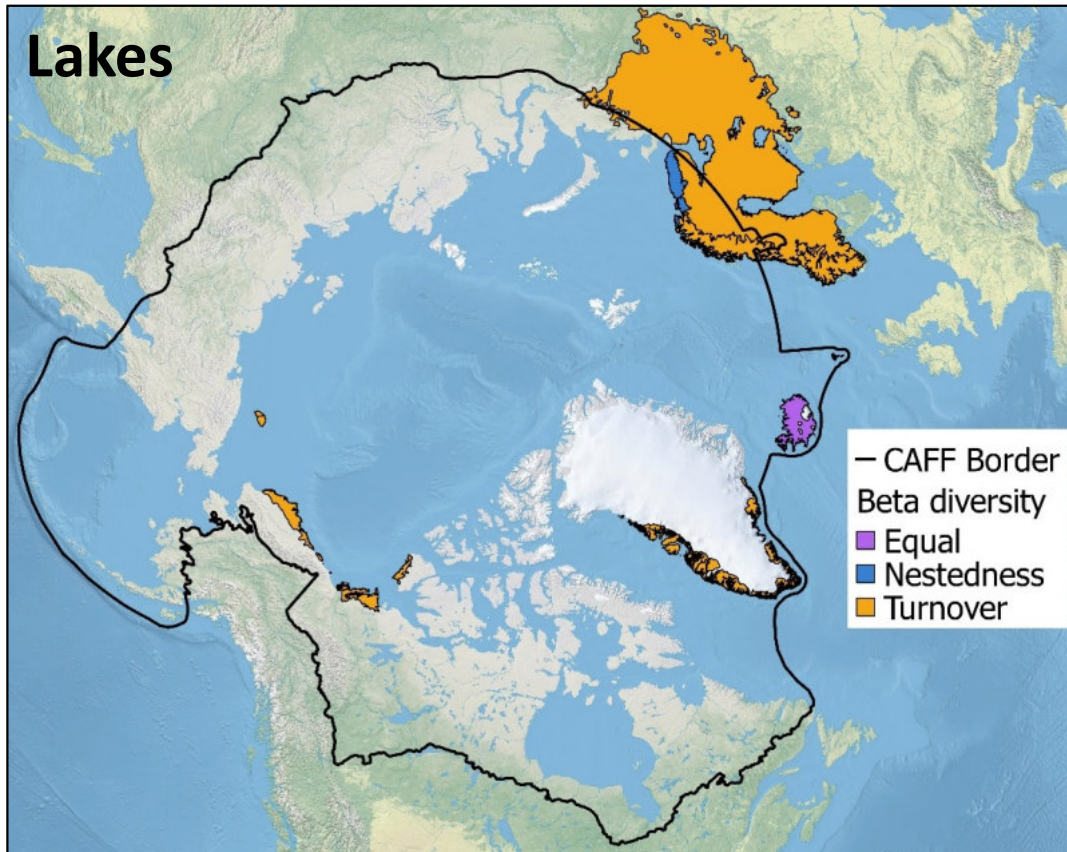 Lakes
CAFF Border
Beta diversity
Equal
Nestedness
Turnover